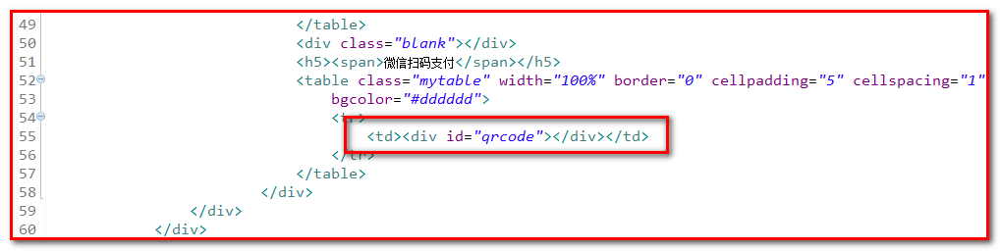 49 </table>
50 <div class="blank"></div>
51 <h5><span>微信扫码支付</span></h5>
52 <table class="mytable" width="100%" border="0" cellpadding="5" cellspacing="1"
53 bgcolor="#dddddd">
54 <tr>
55 <td><div id="qrcode"></div></td>
56 </tr>
57 </table>
58 </div>
59 </div>
60 </div>